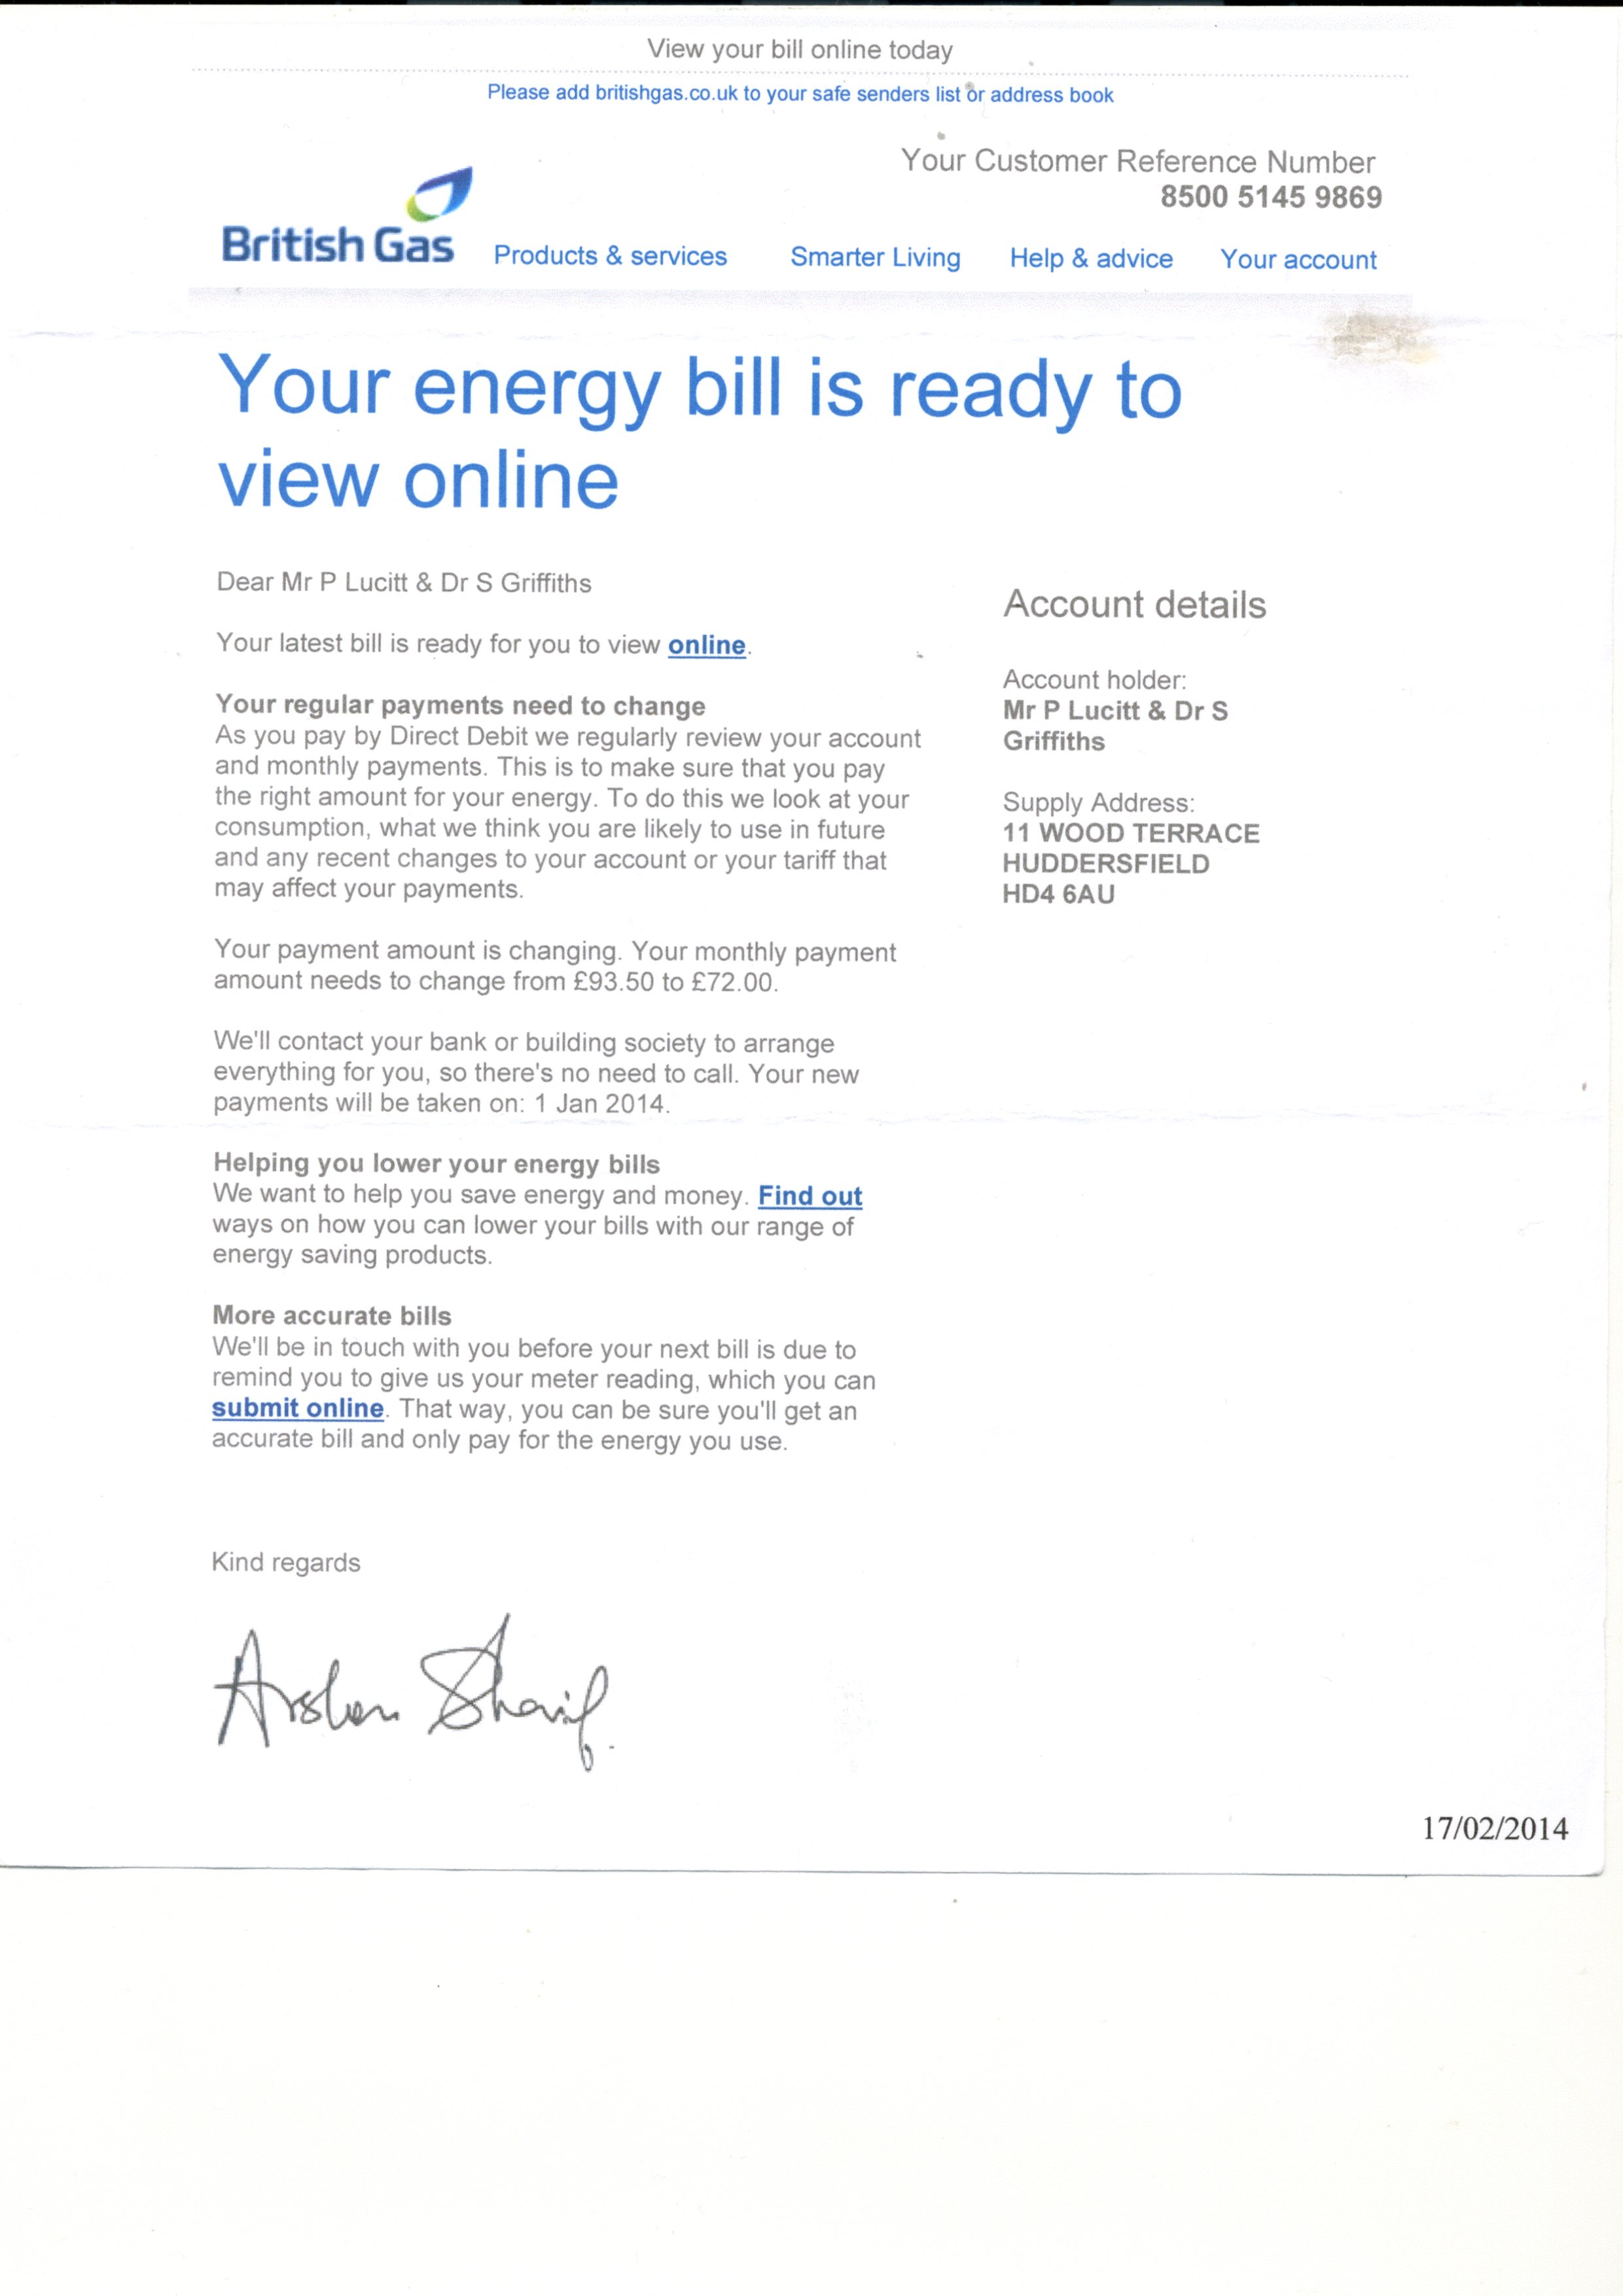 View your bill online today
Please add britishgas.co.uk to your safe senders list or address book
Your Customer Reference Number
8500 5145 9869
British Gas
Products & services
Smarter Living
Help & advice
Your account
Your energy bill is ready to
view online
Dear Mr P Lucitt & Dr S Griffiths
Your latest bill is ready for you to view online.
Your regular payments need to change
As you pay by Direct Debit we regularly review your account
and monthly payments. This is to make sure that you pay
the right amount for your energy. To do this we look at your
consumption, what we think you are likely to use in future
and any recent changes to your account or your tariff that
may affect your payments.
Your payment amount is changing. Your monthly payment
amount needs to change from £93.50 to £72.00.
We'll contact your bank or building society to arrange
everything for you, so there's no need to call. Your new
payments will be taken on: 1 Jan 2014.
Helping you lower your energy bills
We want to help you save energy and money. Find out
ways on how you can lower your bills with our range of
energy saving products.
More accurate bills
We'll be in touch with you before your next bill is due to
remind you to give us your meter reading, which you can
submit online. That way, you can be sure you'll get an
accurate bill and only pay for the energy you use.
Kind regards
Account details
Account holder:
Mr P Lucitt & Dr S
Griffiths
Supply Address:
11 WOOD TERRACE
HUDDERSFIELD
HD4 6AU
Arslan Sharif
17/02/2014